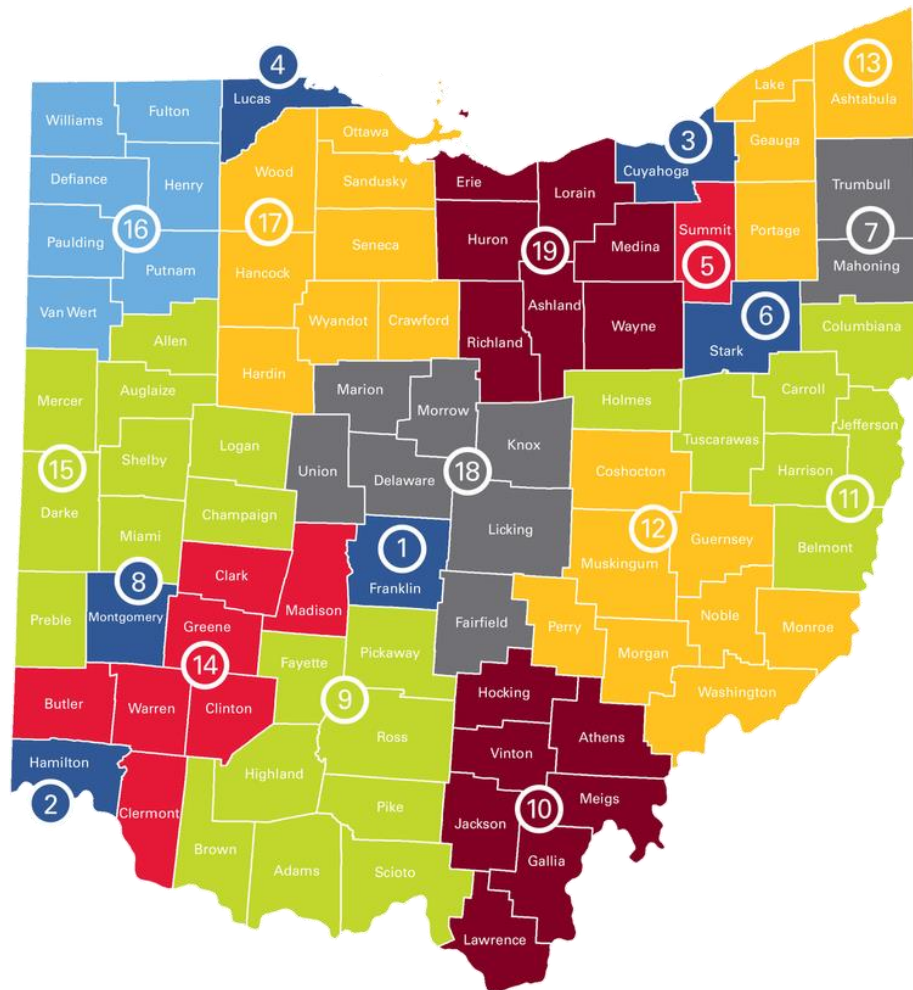 4
13
Lake
Ashtabula
Lucas
Fulton
Williams
Ottawa
3
Geauga
Cuyahoga
Wood
Sandusky
Erie
Lorain
Trumbull
Defiance
Henry
16
17
Paulding
Huron
19
Medina
Summit
5
Portage
7
Mahoning
Seneca
Hancock
Putnam
Van Wert
Ashland
6
Columbiana
Wyandot
Crawford
Richland
Wayne
Stark
Allen
Hardin
Marion
Morrow
Holmes
Carroll
Mercer
Auglaize
Jefferson
Tuscarawas
Logan
Knox
Shelby
15
Union
Delaware
18
Coshocton
Harrison
11
Darke
Champaign
Licking
12
Guernsey
Miami
1
Muskingum
Belmont
8
Clark
Franklin
Montgomery
Madison
Preble
Greene
Fairfield
Perry
Noble
Monroe
14
Fayette
Pickaway
Morgan
Hocking
Washington
Butler
Warren
Clinton
9
Ross
Athens
Vinton
Hamilton
Highland
2
Clermont
Pike
10
Meigs
Jackson
Gallia
Brown
Adams
Scioto
Lawrence